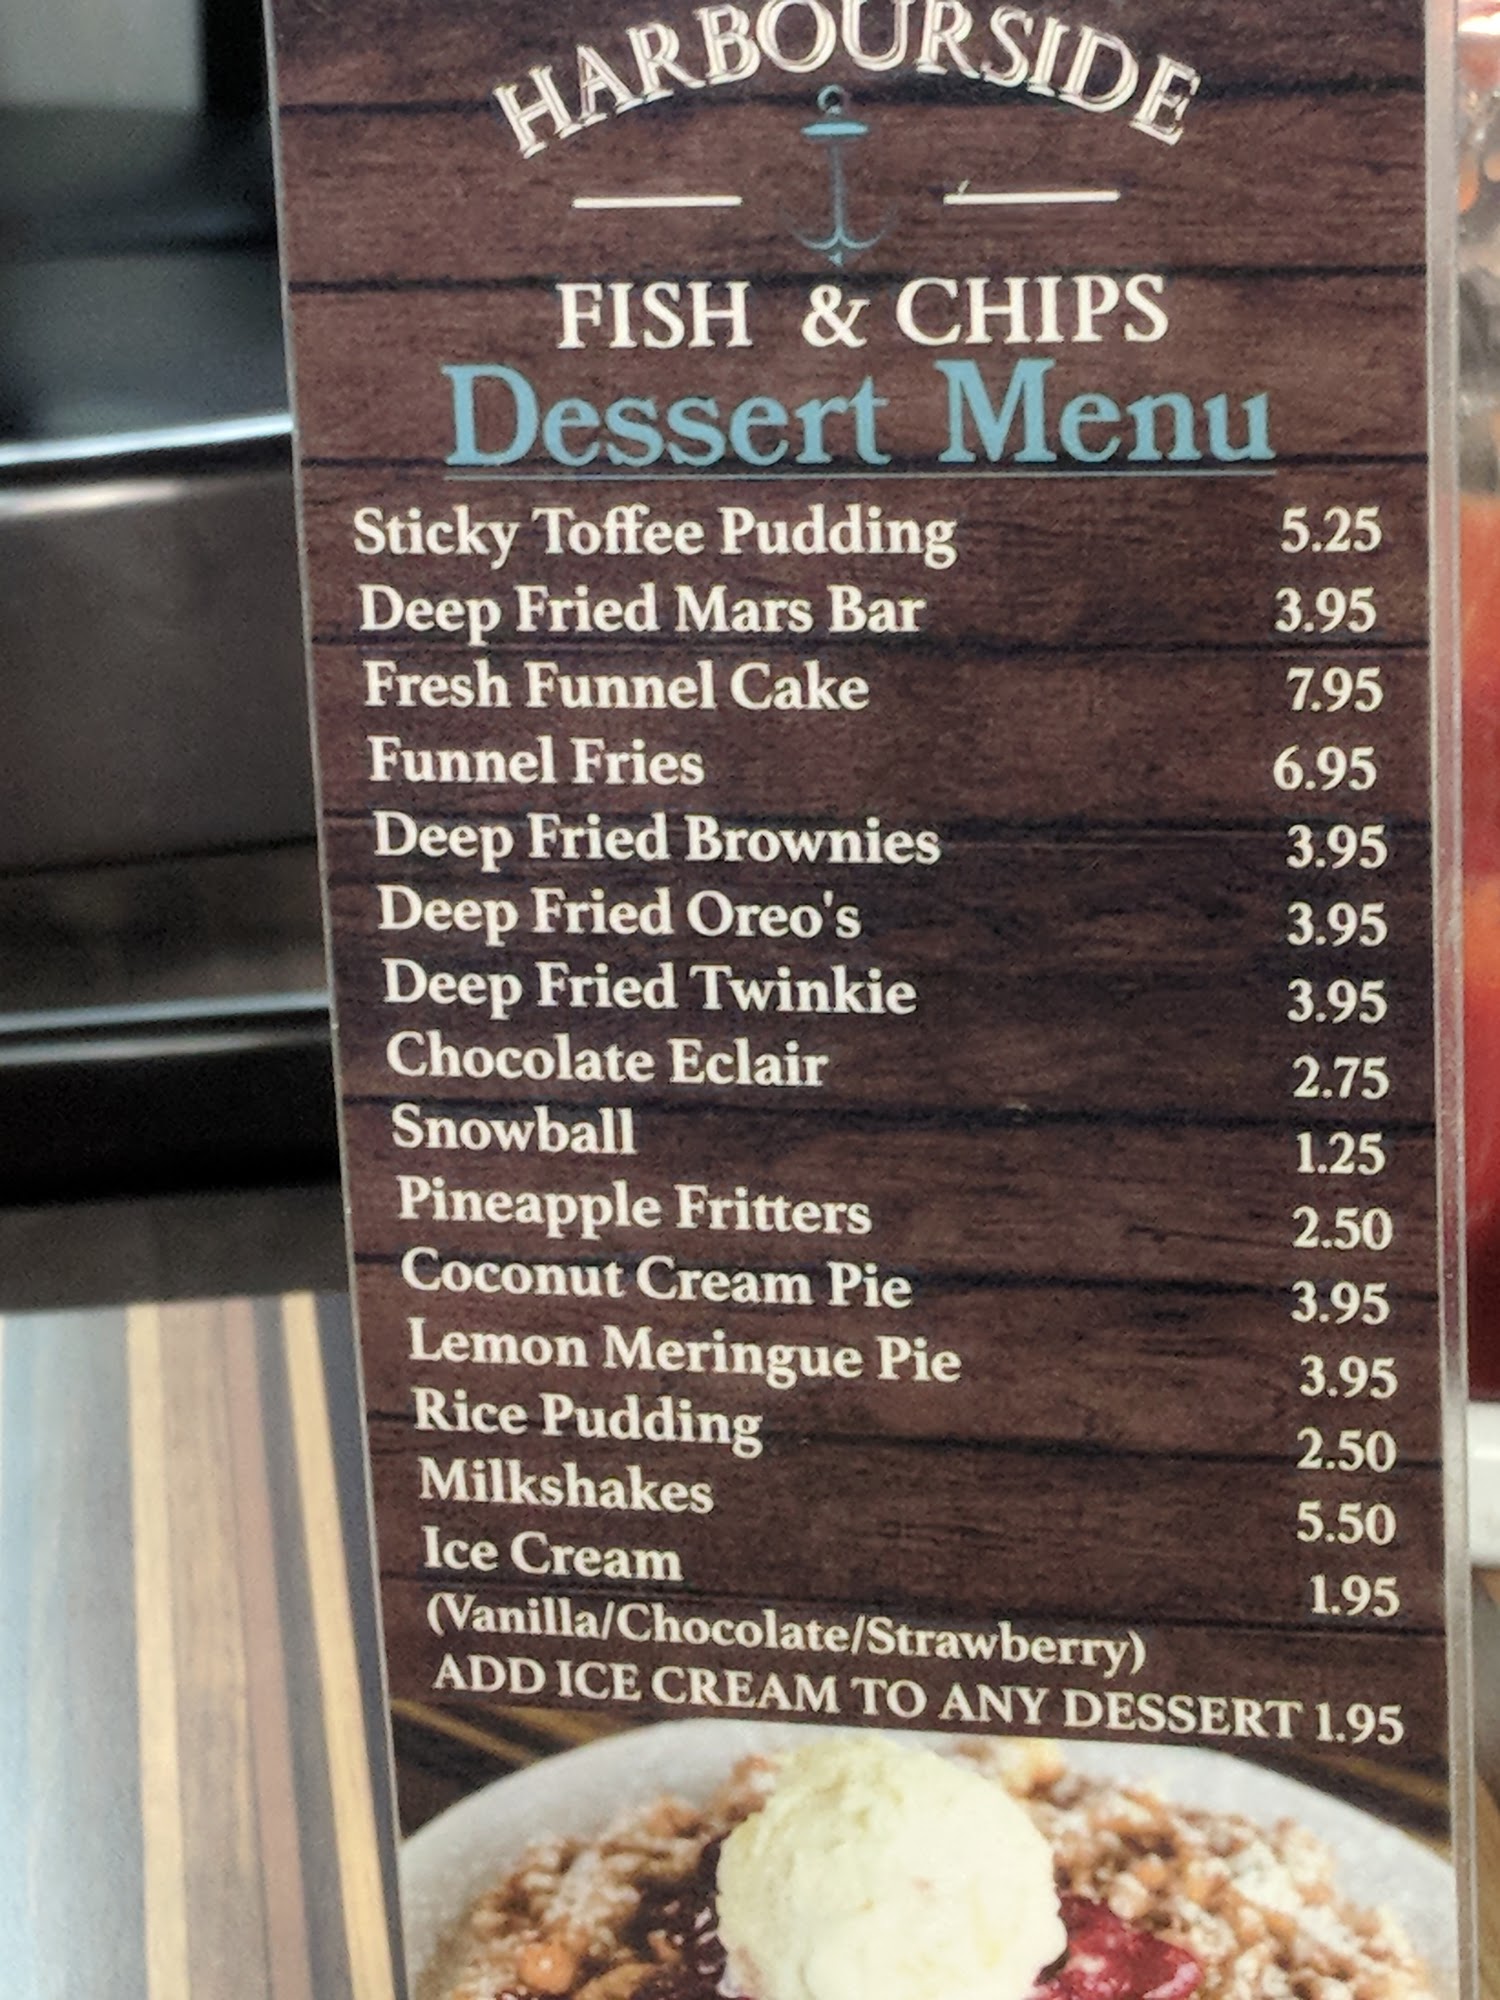 HARBOURSIDE
FISH & CHIPS
Dessert Menu
Sticky Toffee Pudding 5.25
Deep Fried Mars Bar 3.95
Fresh Funnel Cake 7.95
Funnel Fries 6.95
Deep Fried Brownies 3.95
Deep Fried Oreo's 3.95
Deep Fried Twinkie 3.95
Chocolate Eclair 2.75
Snowball 1.25
Pineapple Fritters 2.50
Coconut Cream Pie 3.95
Lemon Meringue Pie 3.95
Rice Pudding 2.50
Milkshakes 5.50
Ice Cream 1.95
(Vanilla/Chocolate/Strawberry)
ADD ICE CREAM TO ANY DESSERT 1.95